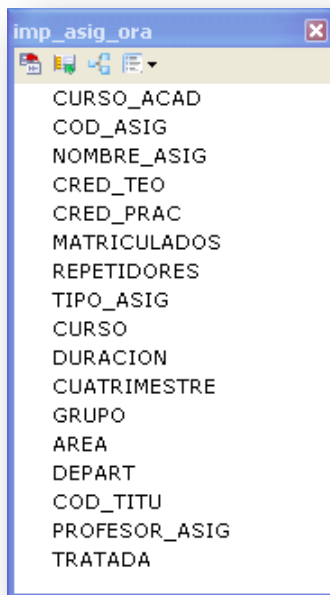 imp_asig_ora
CURSO_ACAD
COD_ASIG
NOMBRE_ASIG
CRED_TEO
CRED_PRAC
MATRICULADOS
REPETIDORES
TIPO_ASIG
CURSO
DURACION
CUATRIMESTRE
GRUPO
AREA
DEPART
COD_TITU
PROFESOR_ASIG
TRATADA